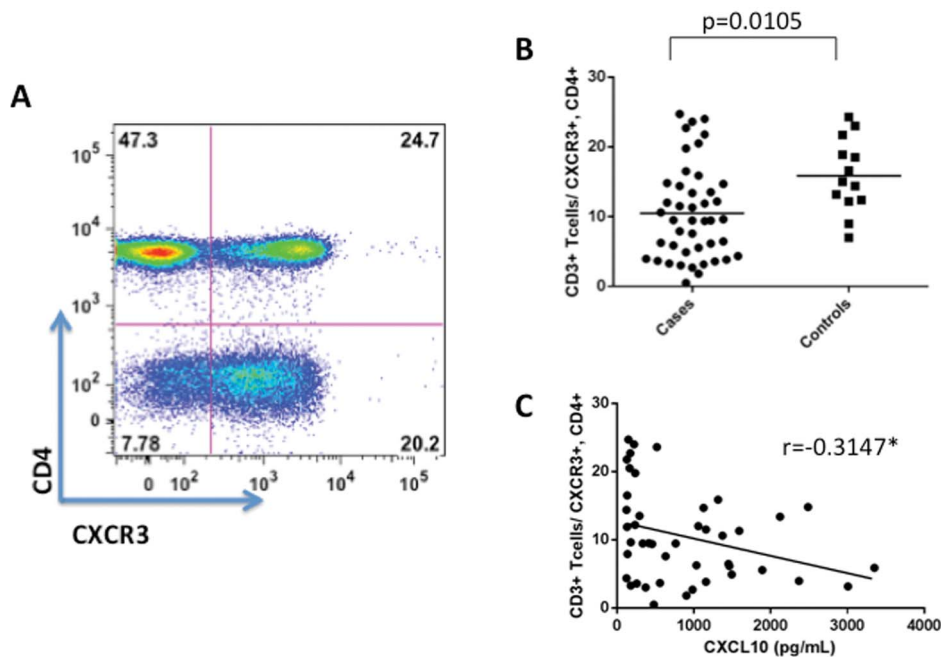 A
47.3 24.7
10^5
10^4
10^3
10^2
0
7.78 20.2
0 10^2 10^3 10^4 10^5
CD4
CXCR3
B
p=0.0105
CD3+ Tcells/ CXCR3+, CD4+
30
20
10
0
Cases
Controls
C
r=-0.3147*
CD3+ Tcells/ CXCR3+, CD4+
30
20
10
0
0 1000 2000 3000 4000
CXCL10 (pg/mL)